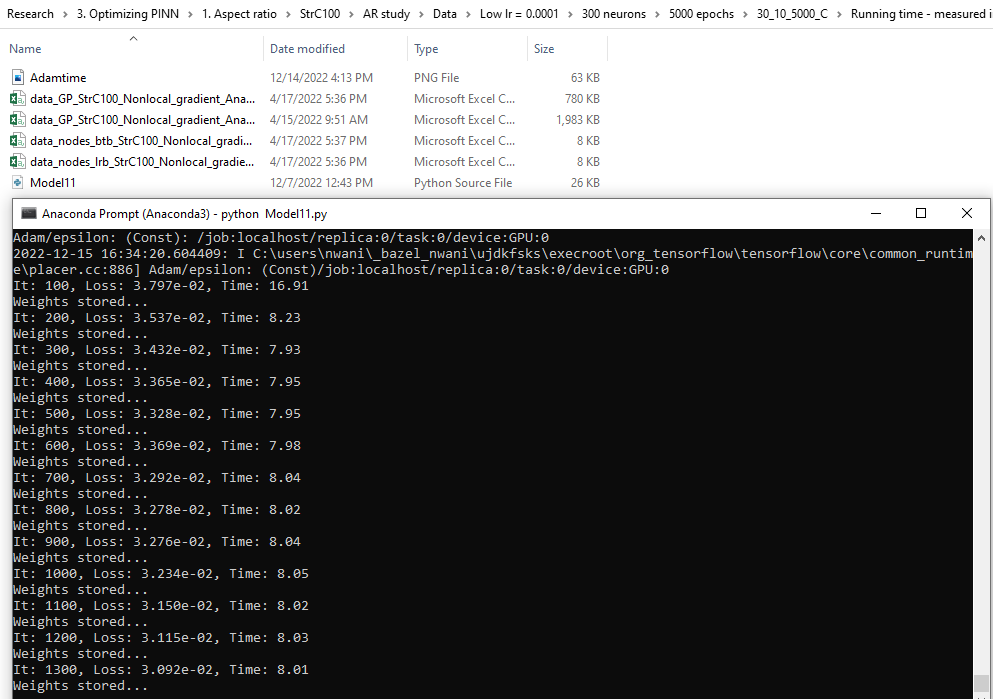 Research > 3. Optimizing PINN > 1. Aspect ratio > StrC100 > AR study > Data > Low lr = 0.0001 > 300 neurons > 5000 epochs > 30_10_5000_C > Running time - measured i
Name Date modified Type Size
Adamtime 12/14/2022 4:13 PM PNG File 63 KB
data_GP_StrC100_Nonlocal_gradient_Ana... 4/17/2022 5:36 PM Microsoft Excel C... 780 KB
data_GP_StrC100_Nonlocal_gradient_Ana... 4/15/2022 9:51 AM Microsoft Excel C... 1,983 KB
data_nodes_btb_StrC100_Nonlocal_gradi... 4/17/2022 5:37 PM Microsoft Excel C... 8 KB
data_nodes_lrb_StrC100_Nonlocal_gradie... 4/17/2022 5:36 PM Microsoft Excel C... 8 KB
Model11 12/7/2022 12:43 PM Python Source File 26 KB
Anaconda Prompt (Anaconda3) - python Model11.py
Adam/epsilon: (Const): /job:localhost/replica:0/task:0/device:GPU:0
2022-12-15 16:34:20.604409: I C:\users\nwani\_bazel_nwani\ujdkfsks\execroot\org_tensorflow\tensorflow\core\common_runtim
e\placer.cc:886] Adam/epsilon: (Const)/job:localhost/replica:0/task:0/device:GPU:0
It: 100, Loss: 3.797e-02, Time: 16.91
Weights stored...
It: 200, Loss: 3.537e-02, Time: 8.23
Weights stored...
It: 300, Loss: 3.432e-02, Time: 7.93
Weights stored...
It: 400, Loss: 3.365e-02, Time: 7.95
Weights stored...
It: 500, Loss: 3.328e-02, Time: 7.95
Weights stored...
It: 600, Loss: 3.369e-02, Time: 7.98
Weights stored...
It: 700, Loss: 3.292e-02, Time: 8.04
Weights stored...
It: 800, Loss: 3.278e-02, Time: 8.02
Weights stored...
It: 900, Loss: 3.276e-02, Time: 8.04
Weights stored...
It: 1000, Loss: 3.234e-02, Time: 8.05
Weights stored...
It: 1100, Loss: 3.150e-02, Time: 8.02
Weights stored...
It: 1200, Loss: 3.115e-02, Time: 8.03
Weights stored...
It: 1300, Loss: 3.092e-02, Time: 8.01
Weights stored...